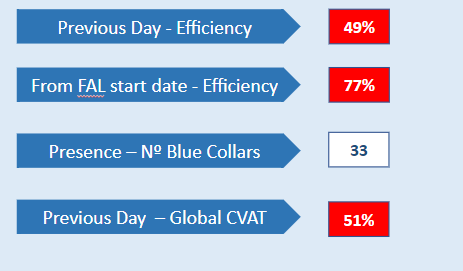 Previous Day - Efficiency 49%
From FAL start date - Efficiency 77%
Presence – Nº Blue Collars 33
Previous Day – Global CVAT 51%